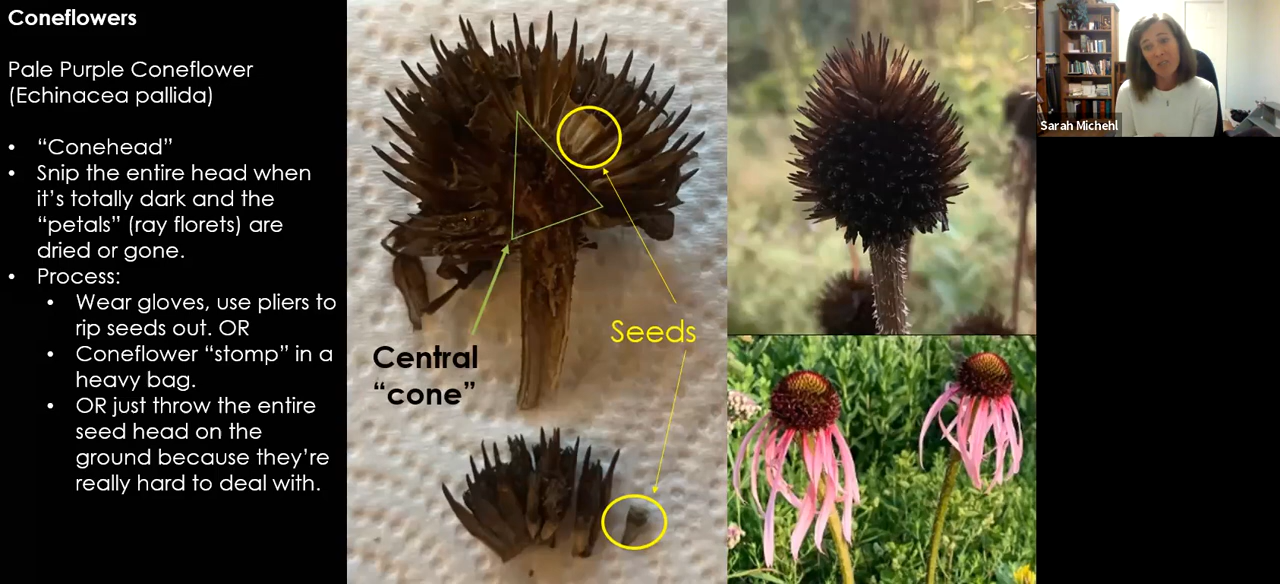 Coneflowers
Pale Purple Coneflower
(Echinacea pallida)
• “Conehead”
• Snip the entire head when
it’s totally dark and the
“petals” (ray florets) are
dried or gone.
• Process:
• Wear gloves, use pliers to
rip seeds out. OR
• Coneflower “stomp” in a
heavy bag.
• OR just throw the entire
seed head on the
ground because they’re
really hard to deal with.
Central
“cone”
Seeds
Sarah Michehl